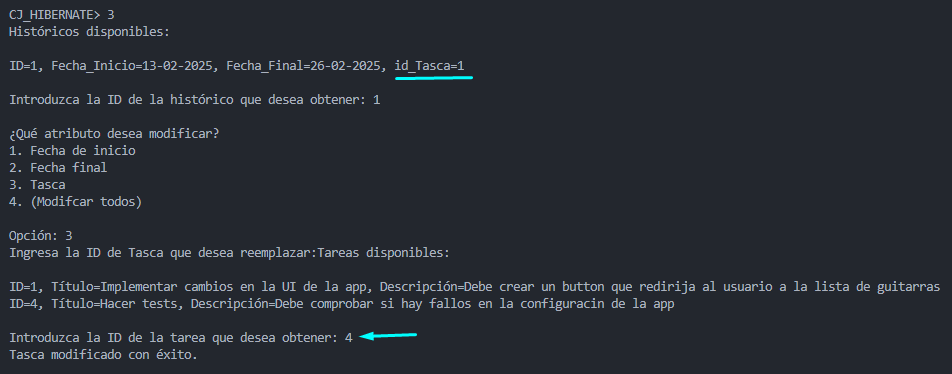 CJ_HIBERNATE> 3
Históricos disponibles:
ID=1, Fecha_Inicio=13-02-2025, Fecha_Final=26-02-2025, id_Tasca=1
Introduzca la ID de la histórico que desea obtener: 1
¿Qué atributo desea modificar?
1. Fecha de inicio
2. Fecha final
3. Tasca
4. (Modifcar todos)
Opción: 3
Ingresa la ID de Tasca que desea reemplazar:Tareas disponibles:
ID=1, Título=Implementar cambios en la UI de la app, Descripción=Debe crear un button que redirija al usuario a la lista de guitarras
ID=4, Título=Hacer tests, Descripción=Debe comprobar si hay fallos en la configuracin de la app
Introduzca la ID de la tarea que desea obtener: 4
Tasca modificado con éxito.